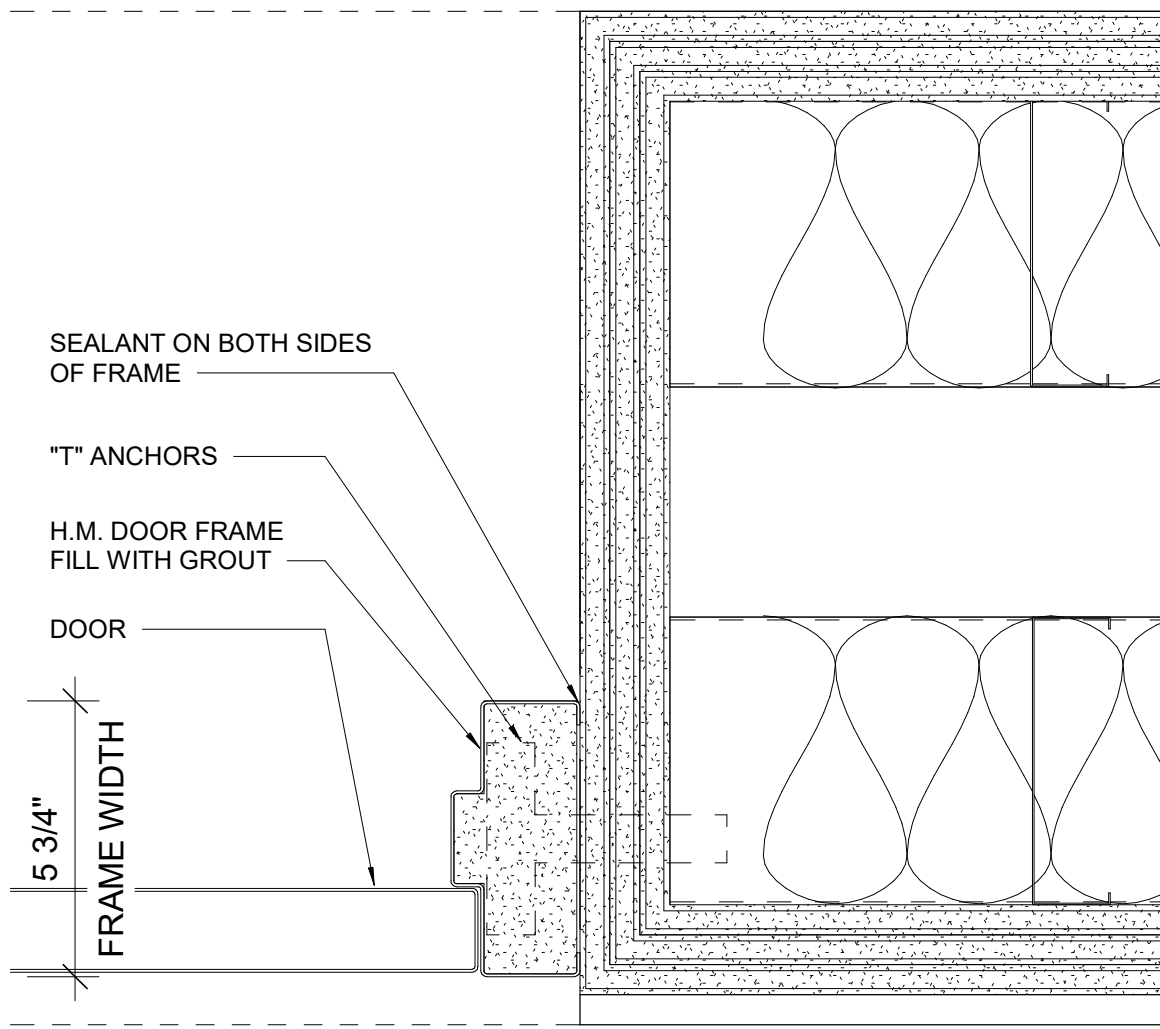 SEALANT ON BOTH SIDES
OF FRAME
"T" ANCHORS
H.M. DOOR FRAME
FILL WITH GROUT
DOOR
5 3/4"
FRAME WIDTH